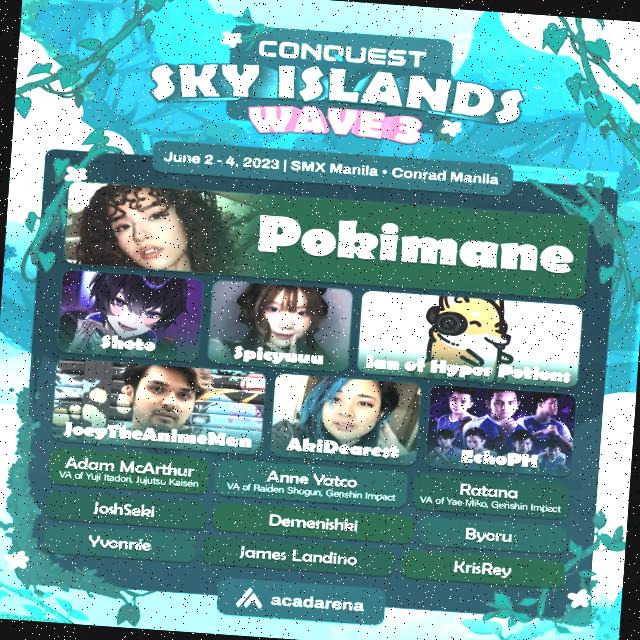 CONQUEST
SKY ISLANDS
WAVE 3
June 2 - 4, 2023 | SMX Manila • Conrad Manila
Pokimane
Shoto
Spicyuuu
Ian of Hyper Potions
JoeyTheAnimeMan
AkiDearest
EchoPH
Adam McArthur
VA of Yuji Itadori, Jujutsu Kaisen
Anne Yatco
VA of Raiden Shogun, Genshin Impact
Ratana
VA of Yae Miko, Genshin Impact
JoshSeki
Demenishki
Byoru
Yvonnie
James Landino
KrisRey
acadarena